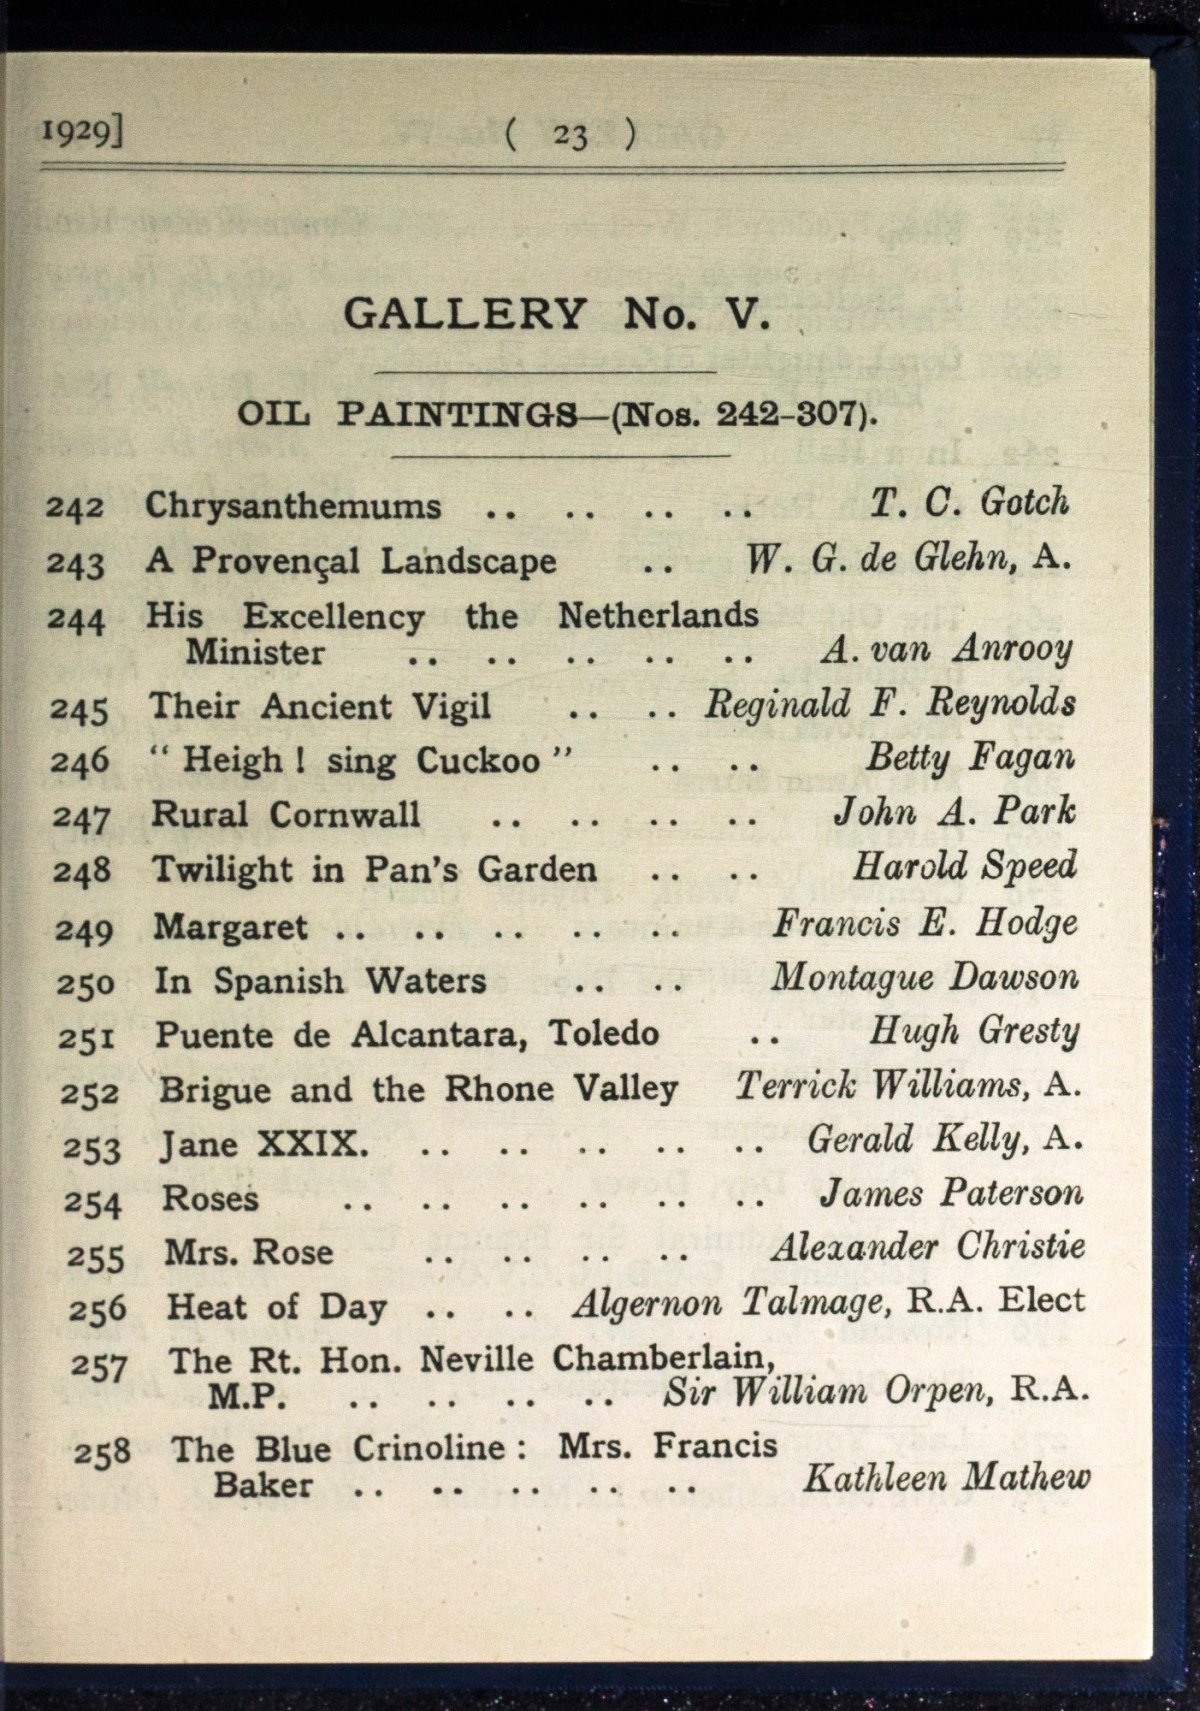 1929] ( 23 )
GALLERY No. V.
OIL PAINTINGS—(Nos. 242-307).
242 Chrysanthemums .. .. .. .. T. C. Gotch
243 A Provençal Landscape .. W. G. de Glehn, A.
244 His Excellency the Netherlands
Minister .. .. .. .. .. A. van Anrooy
245 Their Ancient Vigil .. .. Reginald F. Reynolds
246 “ Heigh ! sing Cuckoo ” .. .. Betty Fagan
247 Rural Cornwall .. .. .. .. John A. Park
248 Twilight in Pan’s Garden .. .. Harold Speed
249 Margaret .. .. .. .. .. Francis E. Hodge
250 In Spanish Waters .. .. Montague Dawson
251 Puente de Alcantara, Toledo .. Hugh Gresty
252 Brigue and the Rhone Valley Terrick Williams, A.
253 Jane XXIX. .. .. .. .. .. Gerald Kelly, A.
254 Roses .. .. .. .. .. .. James Paterson
255 Mrs. Rose .. .. .. .. Alexander Christie
256 Heat of Day .. .. Algernon Talmage, R.A. Elect
257 The Rt. Hon. Neville Chamberlain,
M.P. .. .. .. .. Sir William Orpen, R.A.
258 The Blue Crinoline : Mrs. Francis
Baker .. .. .. .. .. Kathleen Mathew